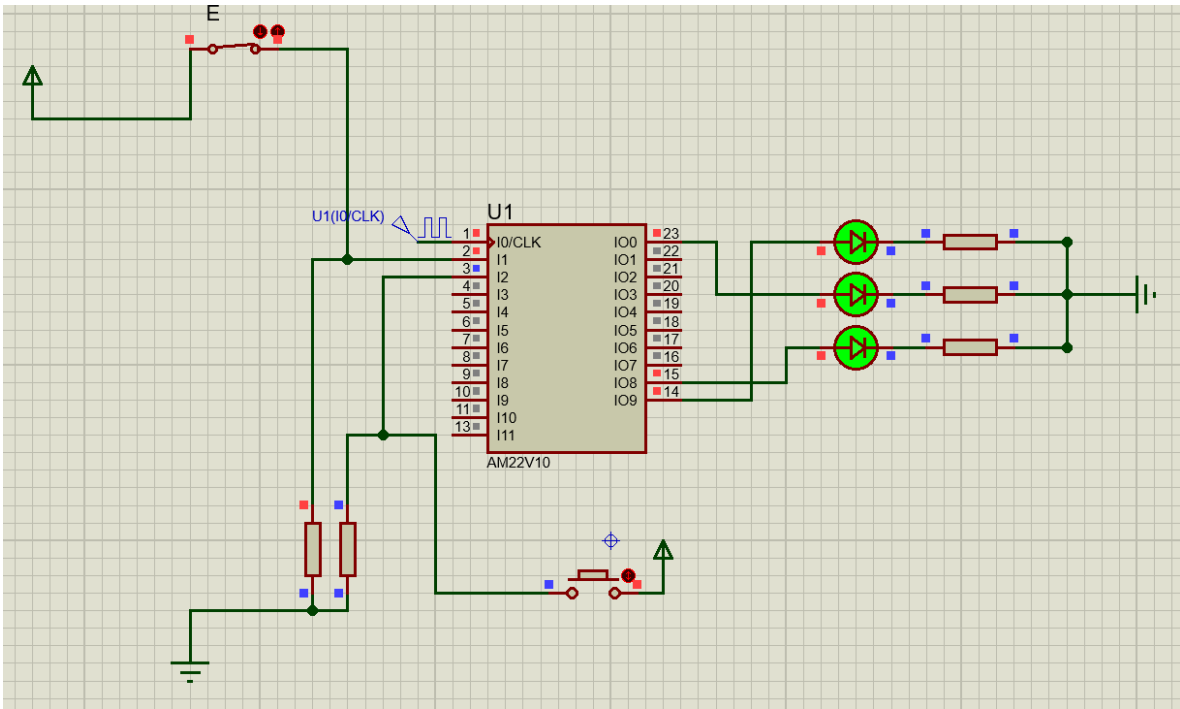 E
U1(I0/CLK)
U1
1 I0/CLK IO0 23
2 I1 IO1 22
3 I2 IO2 21
4 I3 IO3 20
5 I4 IO4 19
6 I5 IO5 18
7 I6 IO6 17
8 I7 IO7 16
9 I8 IO8 15
10 I9 IO9 14
11 I10
13 I11
AM22V10